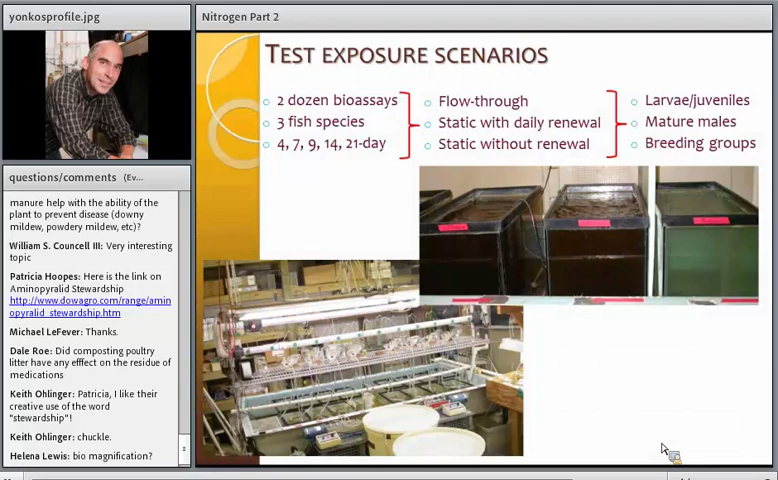 yonkosprofile.jpg
questions/comments (Ev...
manure help with the ability of the
plant to prevent disease (downy
mildew, powdery mildew, etc)?
William S. Councell III: Very interesting
topic
Patricia Hoopes: Here is the link on
Aminopyralid Stewardship
http://www.dowagro.com/range/amin
opyralid_stewardship.htm
Michael LeFever: Thanks.
Dale Roe: Did composting poultry
litter have any efffect on the residue of
medications
Keith Ohlinger: Patricia, I like their
creative use of the word
"stewardship"!
Keith Ohlinger: chuckle.
Helena Lewis: bio magnification?
Nitrogen Part 2
TEST EXPOSURE SCENARIOS
2 dozen bioassays
3 fish species
4, 7, 9, 14, 21-day
Flow-through
Static with daily renewal
Static without renewal
Larvae/juveniles
Mature males
Breeding groups